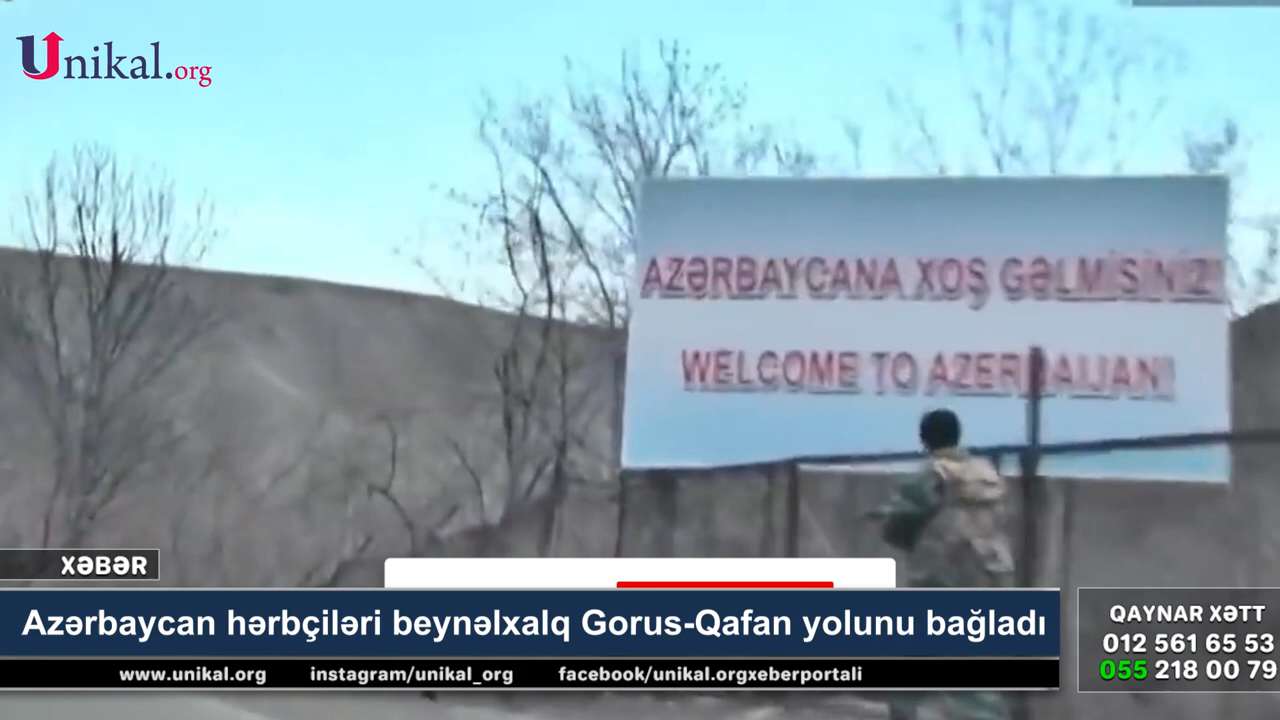 Unikal.org
AZƏRBAYCANA XOŞ GƏLMİSİNİZ!
WELCOME TO AZERBAIJAN!
XƏBƏR
Azərbaycan hərbçiləri beynəlxalq Gorus-Qafan yolunu bağladı
www.unikal.org instagram/unikal_org facebook/unikal.orgxeberportali
QAYNAR XƏTT
012 561 65 53
055 218 00 79